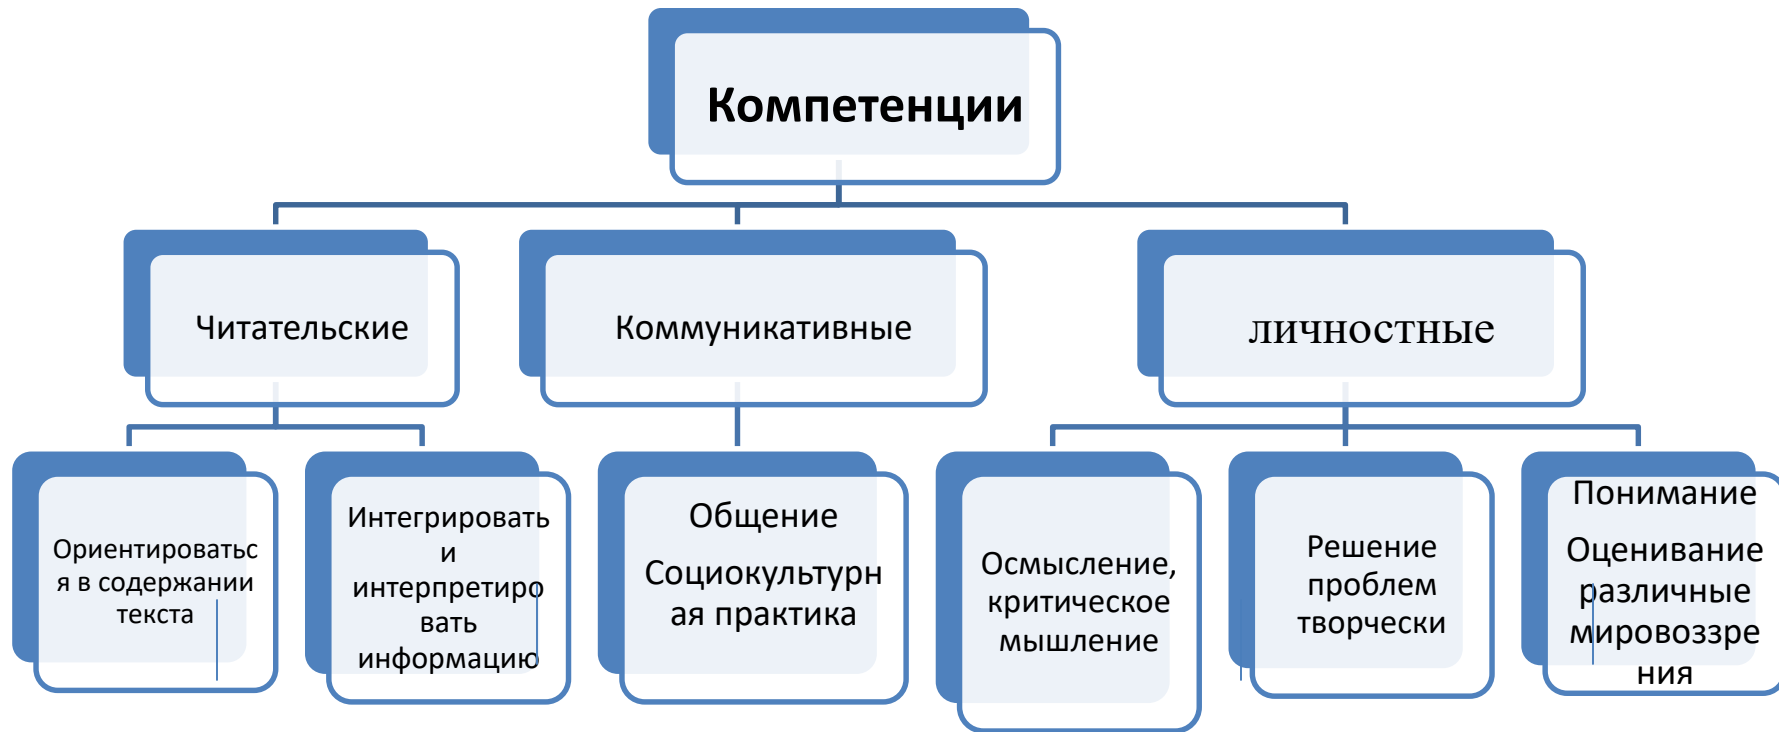 Компетенции
Читательские
Коммуникативные
личностные
Ориентироватьс
я в содержании
текста
Интегрировать
и
интерпретиро
вать
информацию
Общение
Социокультурн
ая практика
Осмысление,
критическое
мышление
Решение
проблем
творчески
Понимание
Оценивание
различные
мировоззре
ния